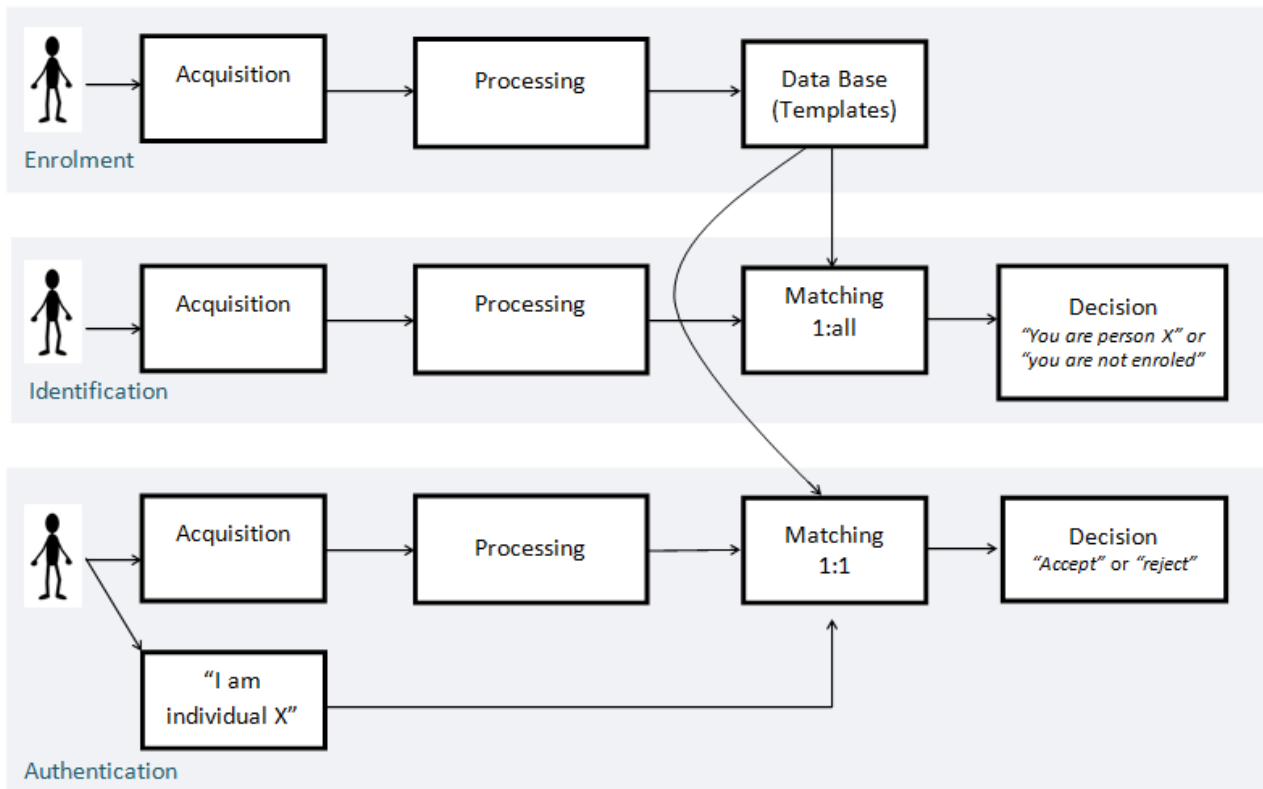 Acquisition
Processing
Data Base
(Templates)
Enrolment
Acquisition
Processing
Matching
1:all
Decision
“You are person X” or
“you are not enroled”
Identification
Acquisition
Processing
Matching
1:1
Decision
“Accept” or “reject”
“I am
individual X”
Authentication